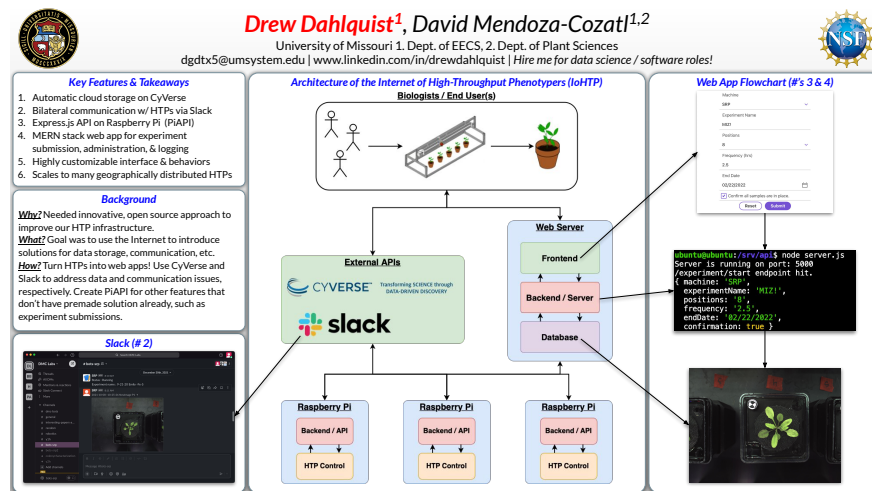 Drew Dahlquist1, David Mendoza-Cozatl1,2
University of Missouri 1. Dept. of EECS, 2. Dept. of Plant Sciences
dgdtx5@umsystem.edu | www.linkedin.com/in/drewdahlquist | Hire me for data science / software roles!
NSF
Key Features & Takeaways
1. Automatic cloud storage on CyVerse
2. Bilateral communication w/ HTPs via Slack
3. Express.js API on Raspberry Pi (PiAPI)
4. MERN stack web app for experiment
submission, administration, & logging
5. Highly customizable interface & behaviors
6. Scales to many geographically distributed HTPs
Background
Why? Needed innovative, open source approach to
improve our HTP infrastructure.
What? Goal was to use the Internet to introduce
solutions for data storage, communication, etc.
How? Turn HTPs into web apps! Use CyVerse and
Slack to address data and communication issues,
respectively. Create PiAPI for other features that
don't have premade solution already, such as
experiment submissions.
Slack (# 2)
Architecture of the Internet of High-Throughput Phenotypers (IoHTP)
Biologists / End User(s)
External APIs
CYVERSE
Transforming SCIENCE through
DATA-DRIVEN DISCOVERY
slack
Web Server
Frontend
Backend / Server
Database
Raspberry Pi
Backend / API
HTP Control
Raspberry Pi
Backend / API
HTP Control
Raspberry Pi
Backend / API
HTP Control
Web App Flowchart (#'s 3 & 4)
Machine
SRP
Experiment Name
MIZ!
Positions
8
Frequency (hrs)
2.5
End Date
02/22/2022
Confirm all samples are in place.
Reset
Submit
ubuntu@ubuntu:/srv/api$ node server.js
Server is running on port: 5000
/experiment/start endpoint hit.
{ machine: 'SRP',
experimentName: 'MIZ!',
positions: '8',
frequency: '2.5',
endDate: '02/22/2022',
confirmation: true }